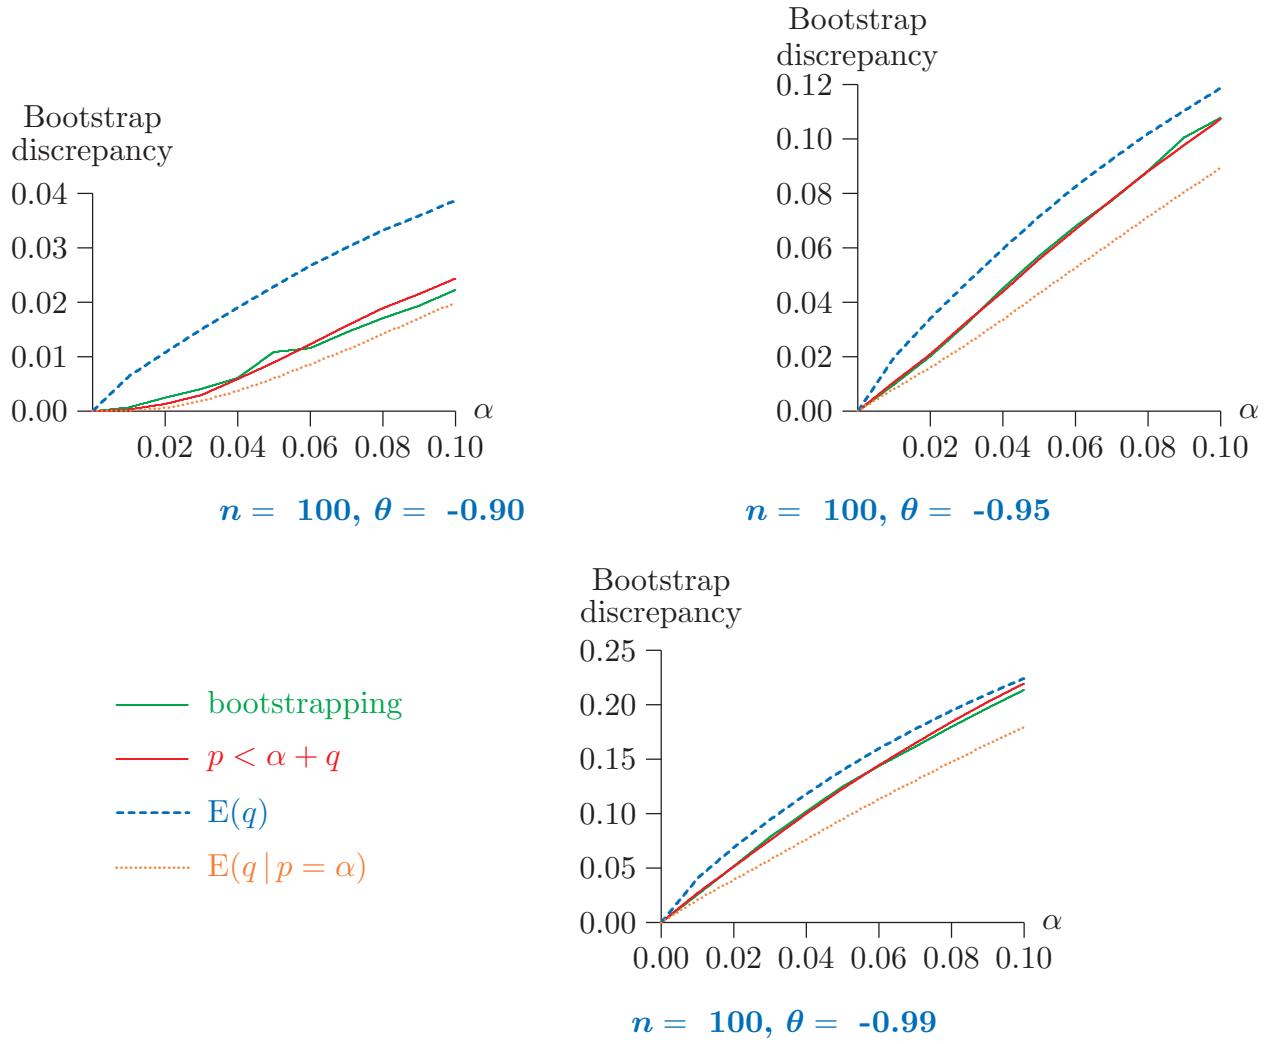 Bootstrap
discrepancy
0.04
0.03
0.02
0.01
0.00
0.02 0.04 0.06 0.08 0.10
α
n = 100, θ = -0.90
Bootstrap
discrepancy
0.12
0.10
0.08
0.06
0.04
0.02
0.00
0.02 0.04 0.06 0.08 0.10
α
n = 100, θ = -0.95
bootstrapping
p < α + q
E(q)
E(q | p = α)
Bootstrap
discrepancy
0.25
0.20
0.15
0.10
0.05
0.00
0.00 0.02 0.04 0.06 0.08 0.10
α
n = 100, θ = -0.99